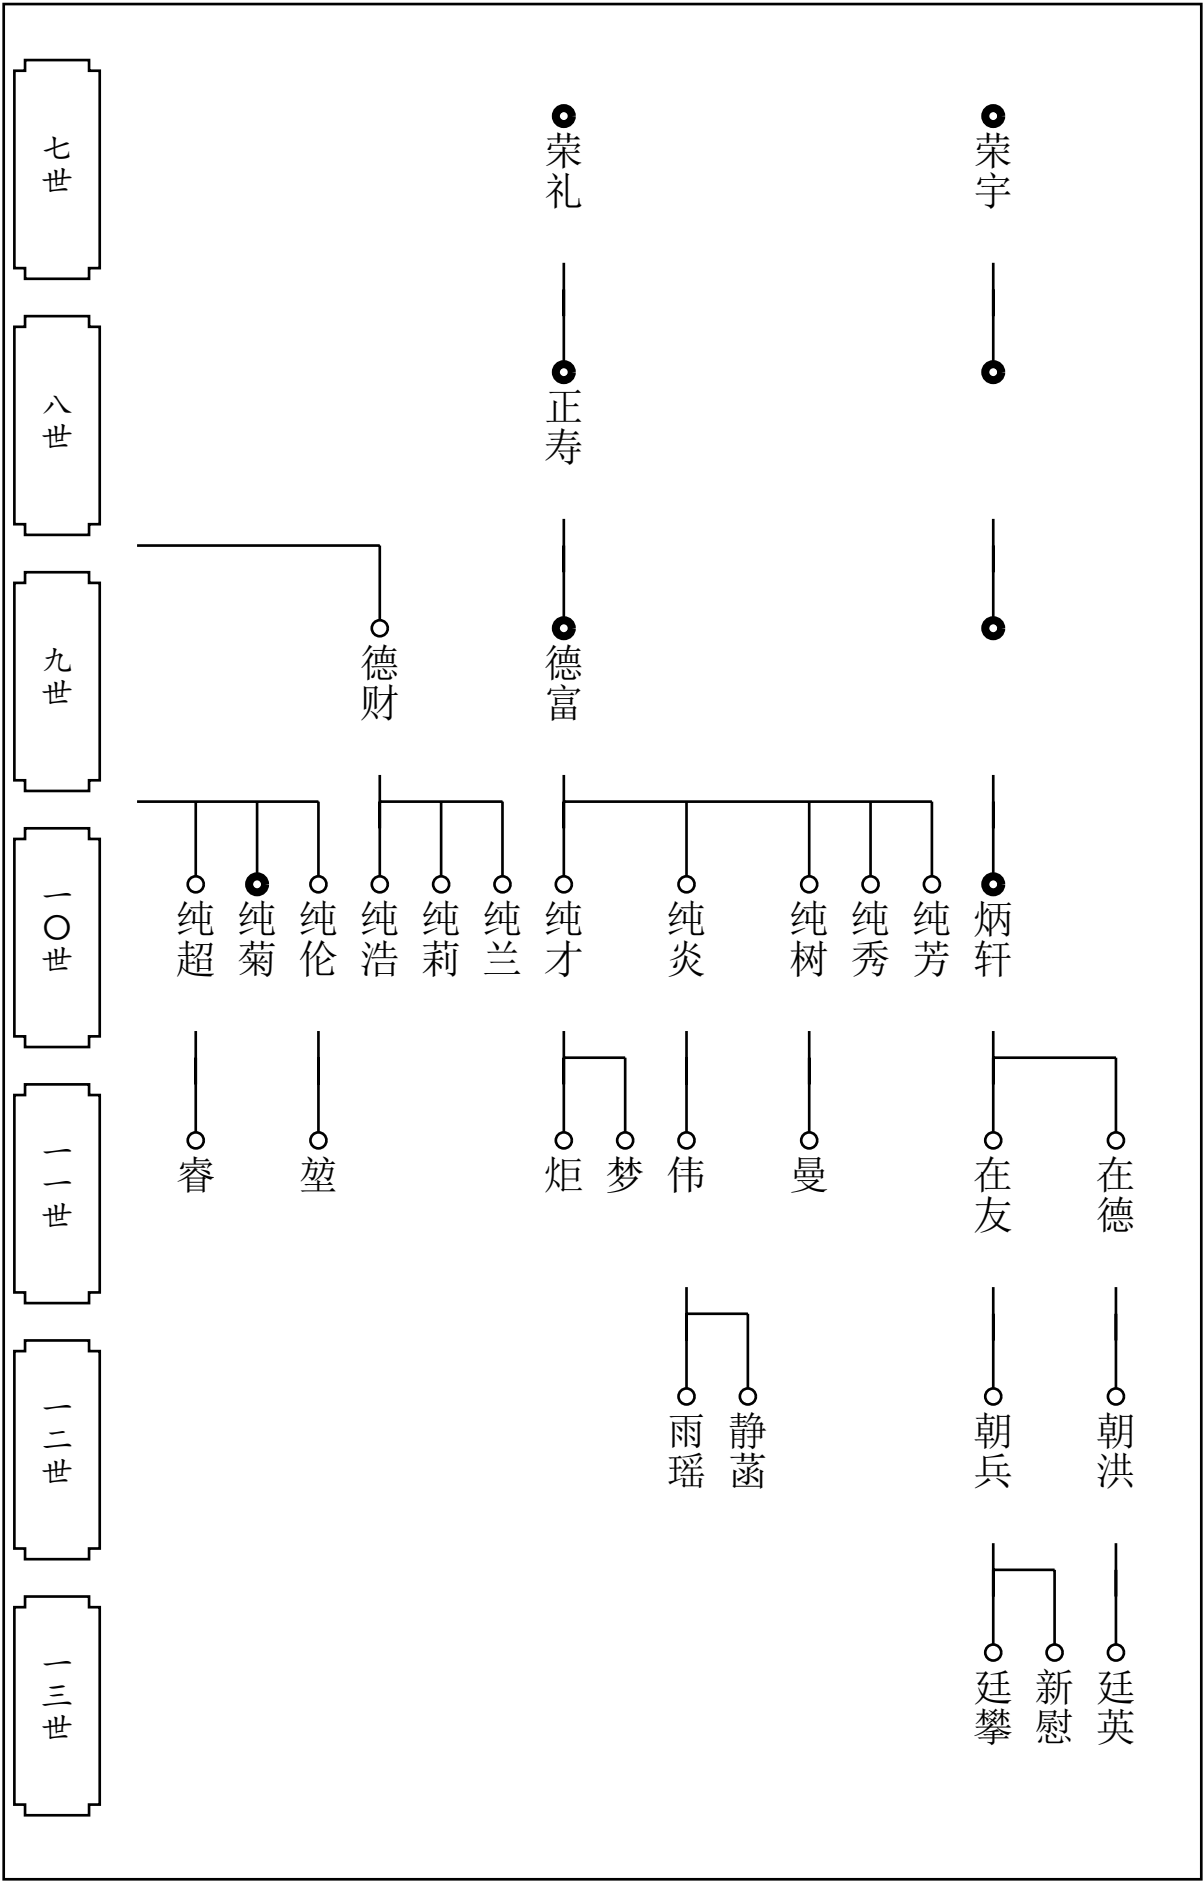 七世
荣礼
荣宇
八世
正寿
九世
德财
德富
一〇世
纯超
纯菊
纯伦
纯浩
纯莉
纯兰
纯才
纯炎
纯树
纯秀
纯芳
炳轩
一一世
睿
堃
炬
梦
伟
曼
在友
在德
一二世
雨瑶
静菡
朝兵
朝洪
一三世
廷攀
新慰
廷英